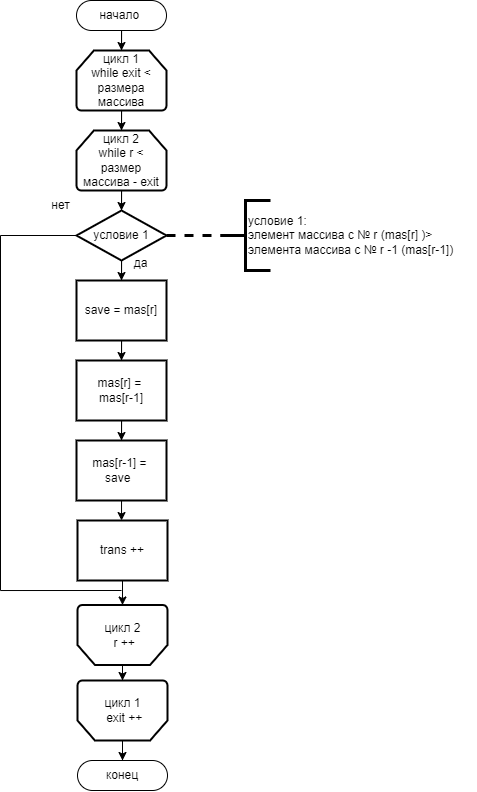 начало
цикл 1
while exit <
размера
массива
цикл 2
while r <
размер
массива - exit
нет
условие 1
условие 1:
элемент массива с № r (mas[r] )>
элемента массива с № r -1 (mas[r-1])
да
save = mas[r]
mas[r] =
mas[r-1]
mas[r-1] =
save
trans ++
цикл 2
r ++
цикл 1
exit ++
конец